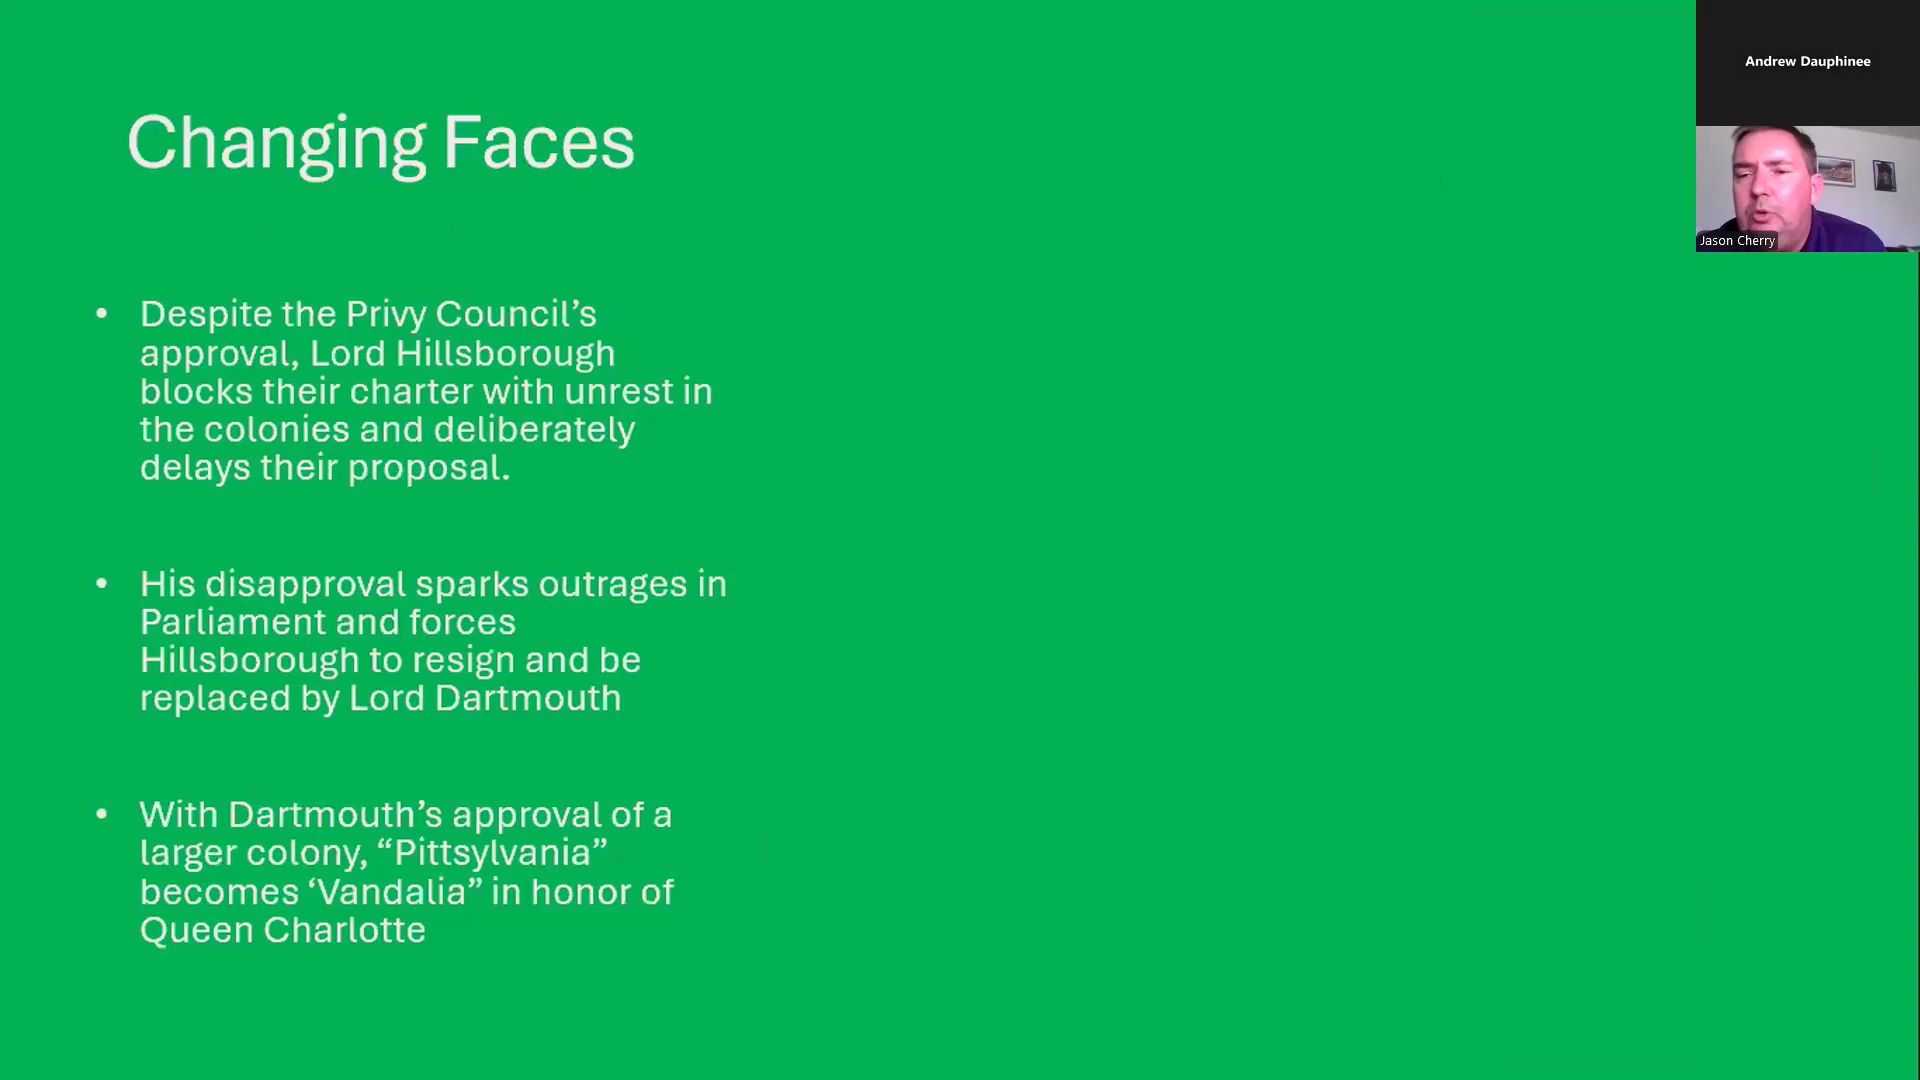 Changing Faces
• Despite the Privy Council’s
approval, Lord Hillsborough
blocks their charter with unrest in
the colonies and deliberately
delays their proposal.
• His disapproval sparks outrages in
Parliament and forces
Hillsborough to resign and be
replaced by Lord Dartmouth
• With Dartmouth’s approval of a
larger colony, “Pittsylvania”
becomes ‘Vandalia” in honor of
Queen Charlotte
Andrew Dauphinee
Jason Cherry